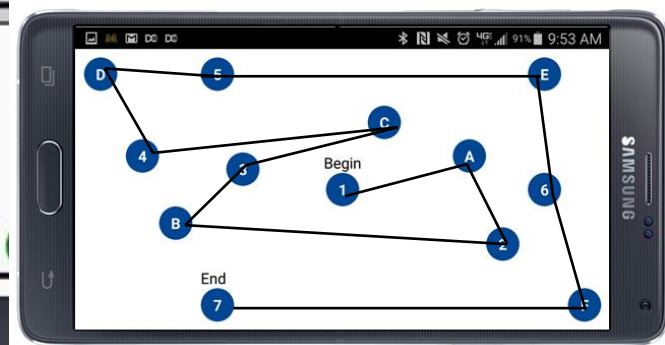 91% 9:53 AM
D 5 E
C
4 3 Begin A
1 6
B 2
End
7 F
SAMSUNG